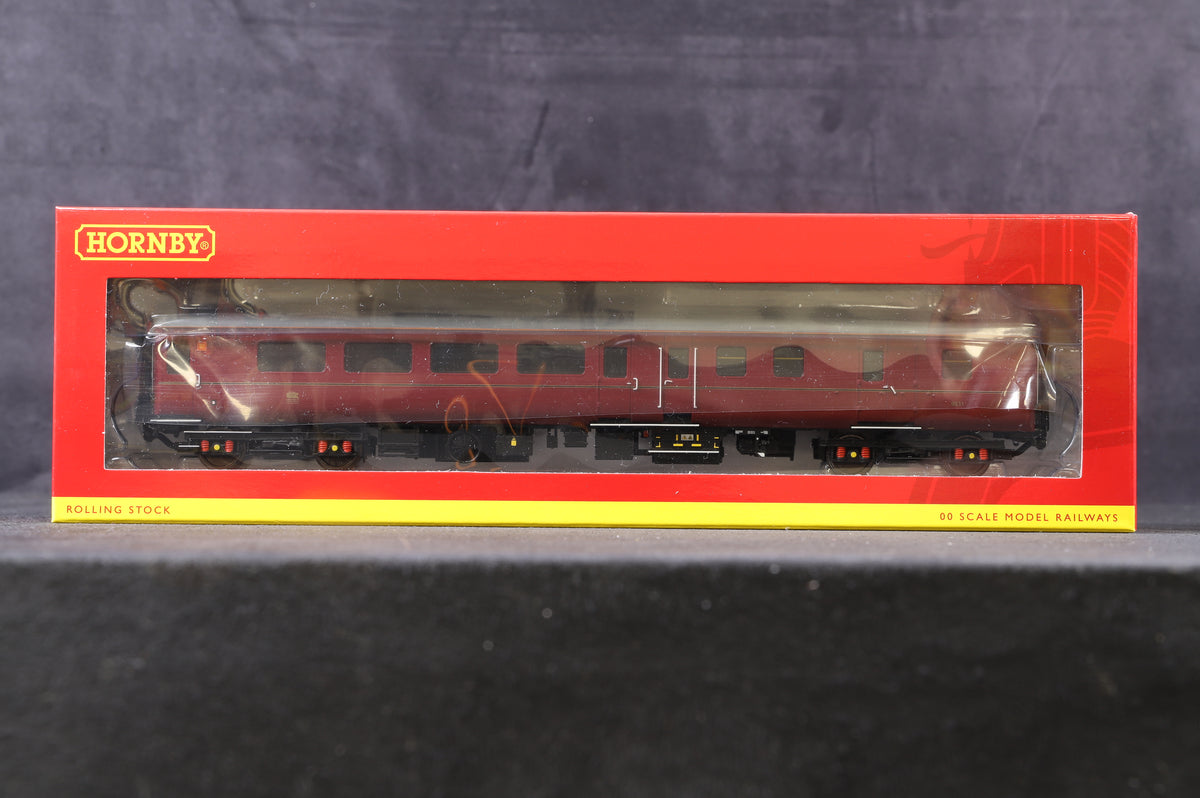 HORNBY®
ROLLING STOCK
00 SCALE MODEL RAILWAYS